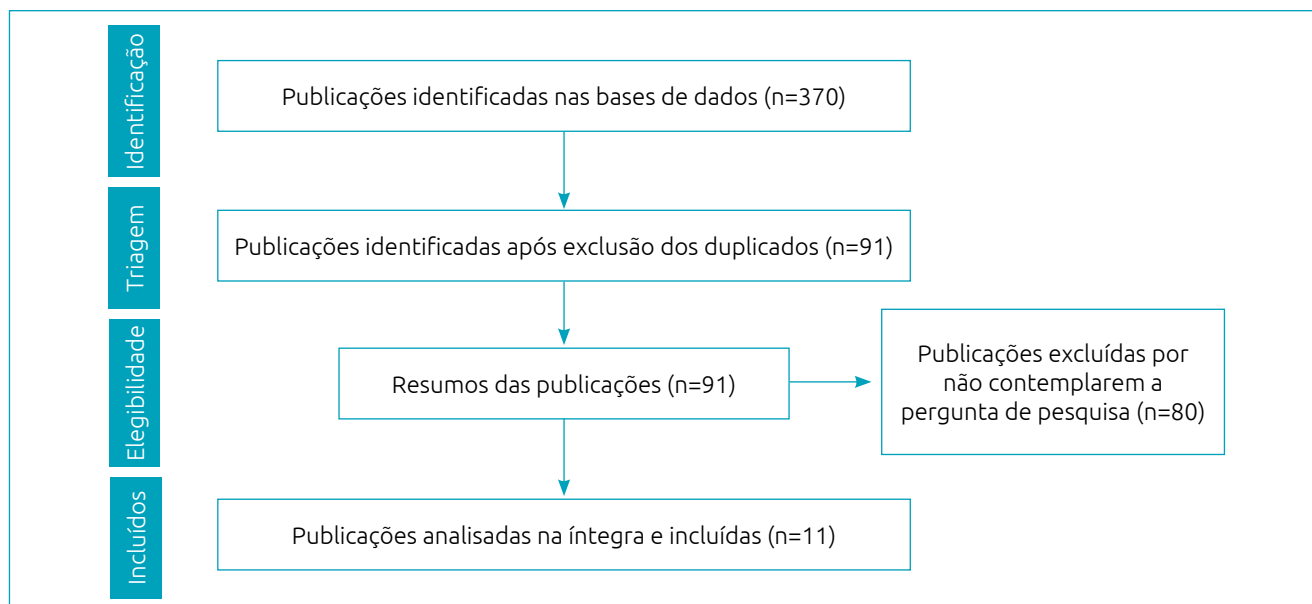 Identificação
Publicações identificadas nas bases de dados (n=370)
Triagem
Publicações identificadas após exclusão dos duplicados (n=91)
Elegibilidade
Resumos das publicações (n=91)
Publicações excluídas por
não contemplarem a
pergunta de pesquisa (n=80)
Incluídos
Publicações analisadas na íntegra e incluídas (n=11)